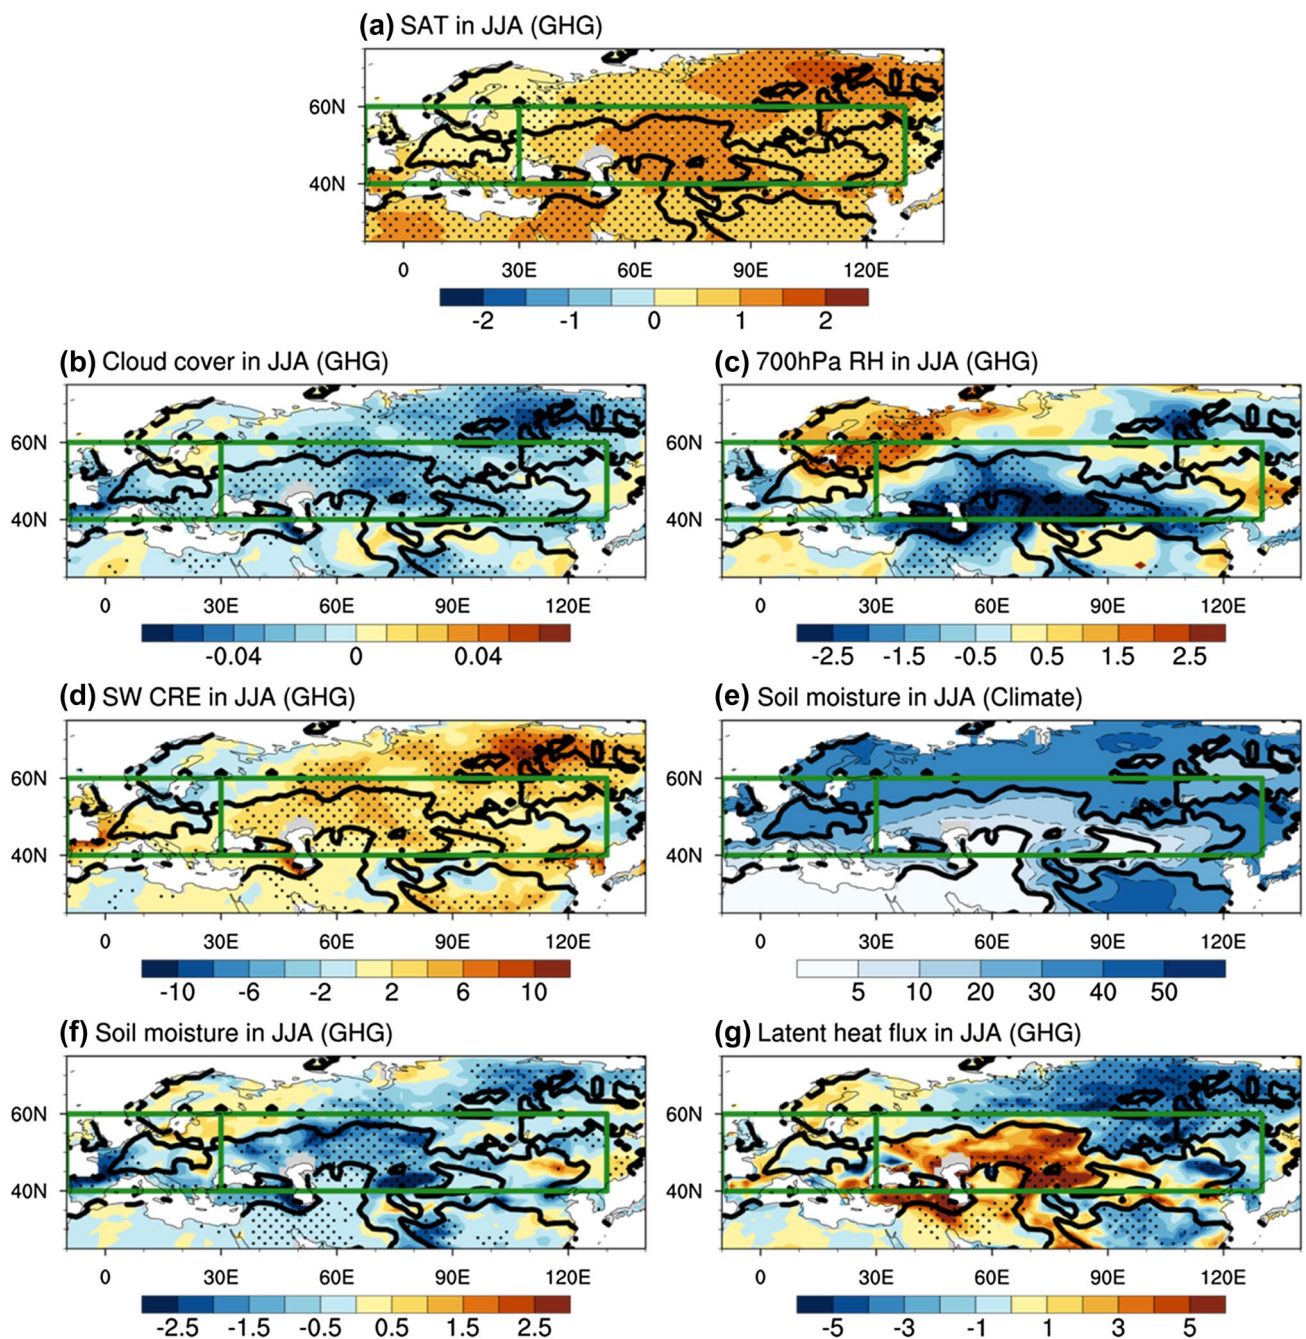 (a) SAT in JJA (GHG)
60N
40N
0 30E 60E 90E 120E
-2 -1 0 1 2
(b) Cloud cover in JJA (GHG)
60N
40N
0 30E 60E 90E 120E
-0.04 0 0.04
(c) 700hPa RH in JJA (GHG)
60N
40N
0 30E 60E 90E 120E
-2.5 -1.5 -0.5 0.5 1.5 2.5
(d) SW CRE in JJA (GHG)
60N
40N
0 30E 60E 90E 120E
-10 -6 -2 2 6 10
(e) Soil moisture in JJA (Climate)
60N
40N
0 30E 60E 90E 120E
5 10 20 30 40 50
(f) Soil moisture in JJA (GHG)
60N
40N
0 30E 60E 90E 120E
-2.5 -1.5 -0.5 0.5 1.5 2.5
(g) Latent heat flux in JJA (GHG)
60N
40N
0 30E 60E 90E 120E
-5 -3 -1 1 3 5